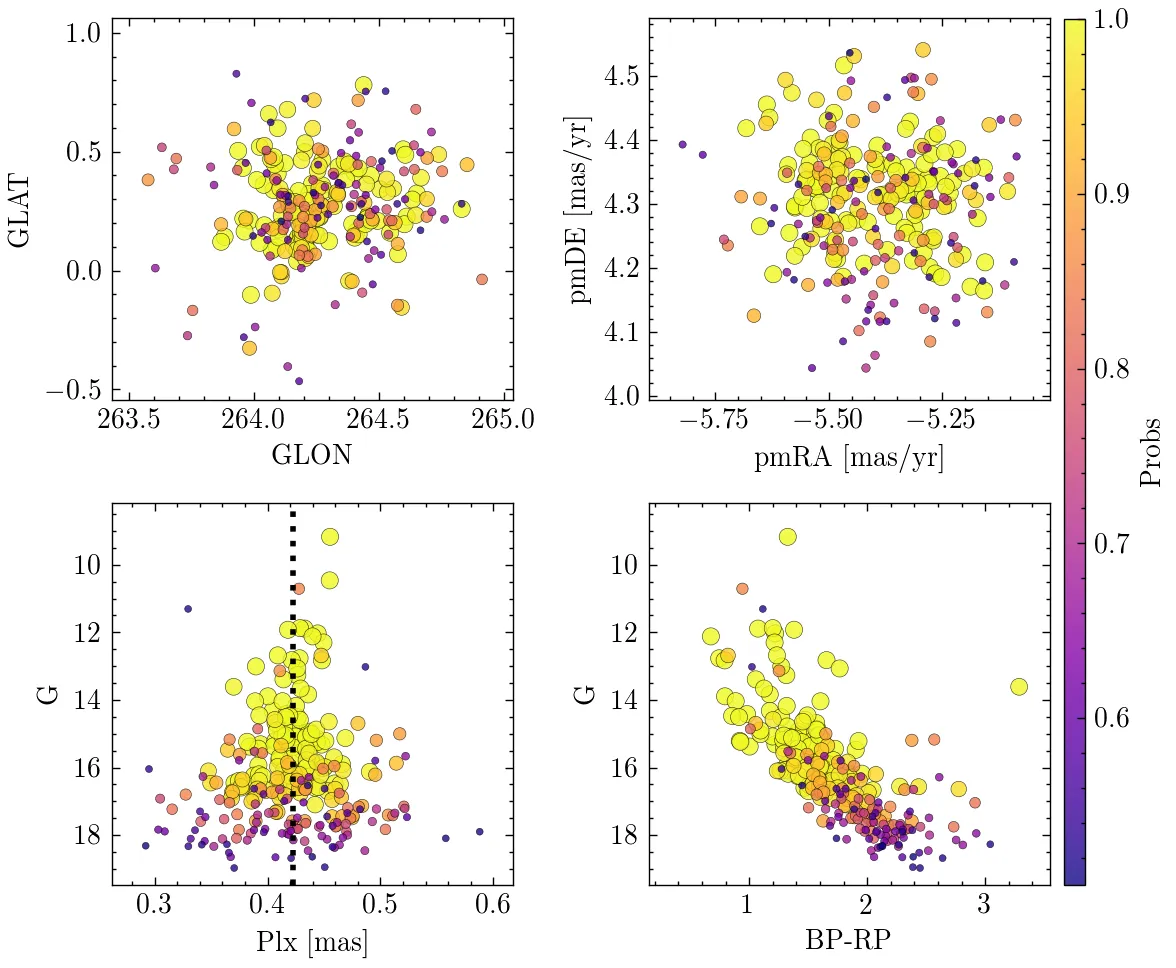 1.0
0.5
0.0
−0.5
GLAT
263.5 264.0 264.5 265.0
GLON
4.5
4.4
4.3
4.2
4.1
4.0
pmDE [mas/yr]
−5.75 −5.50 −5.25
pmRA [mas/yr]
10
12
14
16
18
G
0.3 0.4 0.5 0.6
Plx [mas]
10
12
14
16
18
G
1 2 3
BP-RP
1.0
0.9
0.8
0.7
0.6
Probs